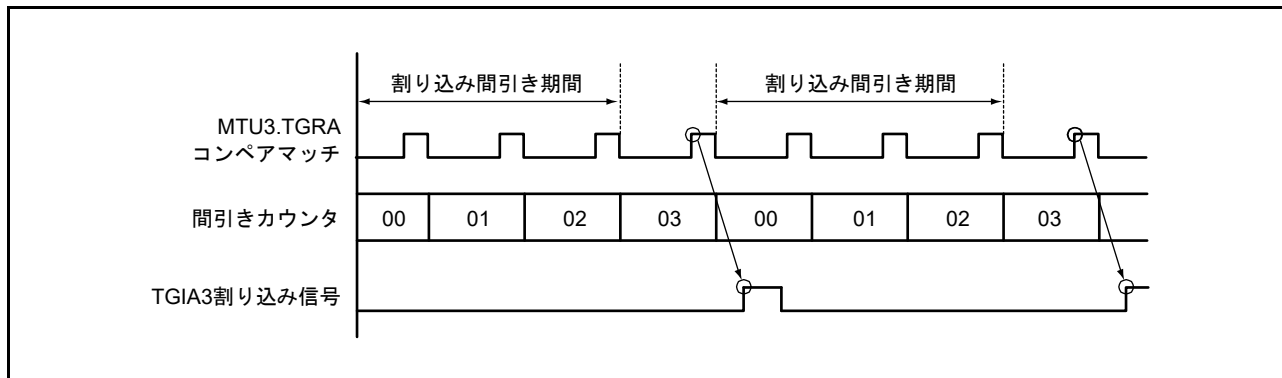 割り込み間引き期間 割り込み間引き期間
MTU3.TGRA
コンペアマッチ
間引きカウンタ 00 01 02 03 00 01 02 03
TGIA3割り込み信号